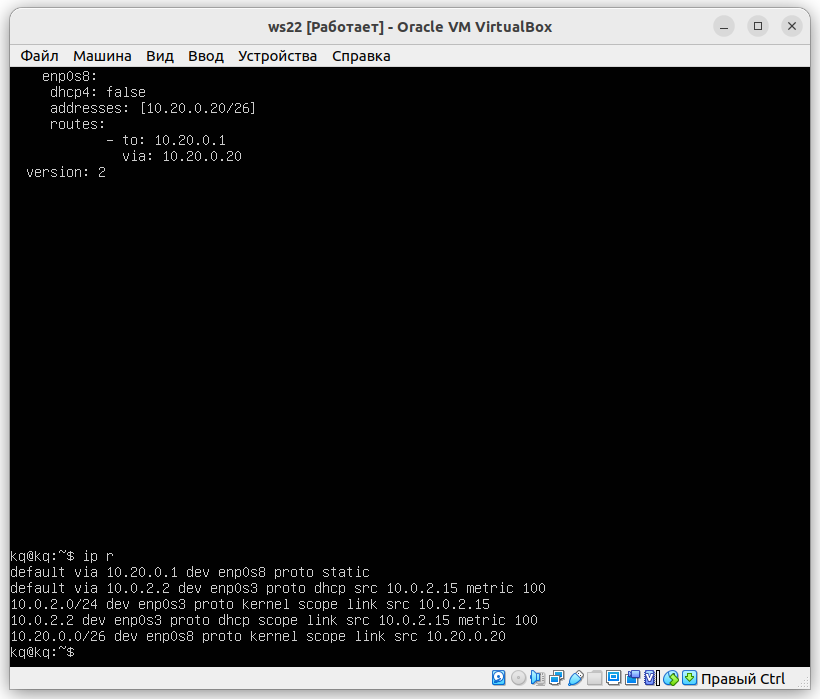 ws22 [Работает] - Oracle VM VirtualBox
Файл Машина Вид Ввод Устройства Справка
enp0s8:
dhcp4: false
addresses: [10.20.0.20/26]
routes:
- to: 10.20.0.1
via: 10.20.0.20
version: 2
kq@kq:~$ ip r
default via 10.20.0.1 dev enp0s8 proto static
default via 10.0.2.2 dev enp0s3 proto dhcp src 10.0.2.15 metric 100
10.0.2.0/24 dev enp0s3 proto kernel scope link src 10.0.2.15
10.0.2.2 dev enp0s3 proto dhcp scope link src 10.0.2.15 metric 100
10.20.0.0/26 dev enp0s8 proto kernel scope link src 10.20.0.20
kq@kq:~$
Правый Ctrl